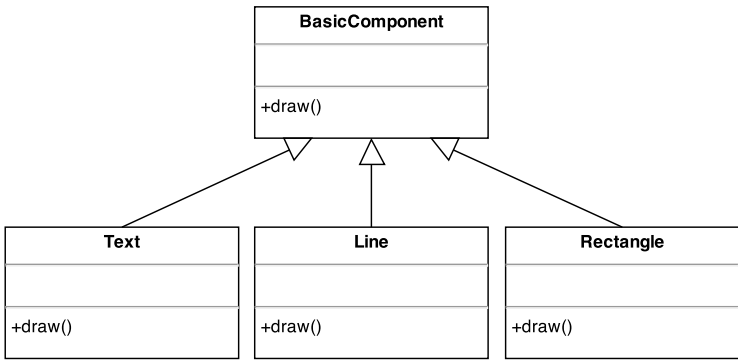 BasicComponent
+draw()
Text
Line
Rectangle
+draw()
+draw()
+draw()